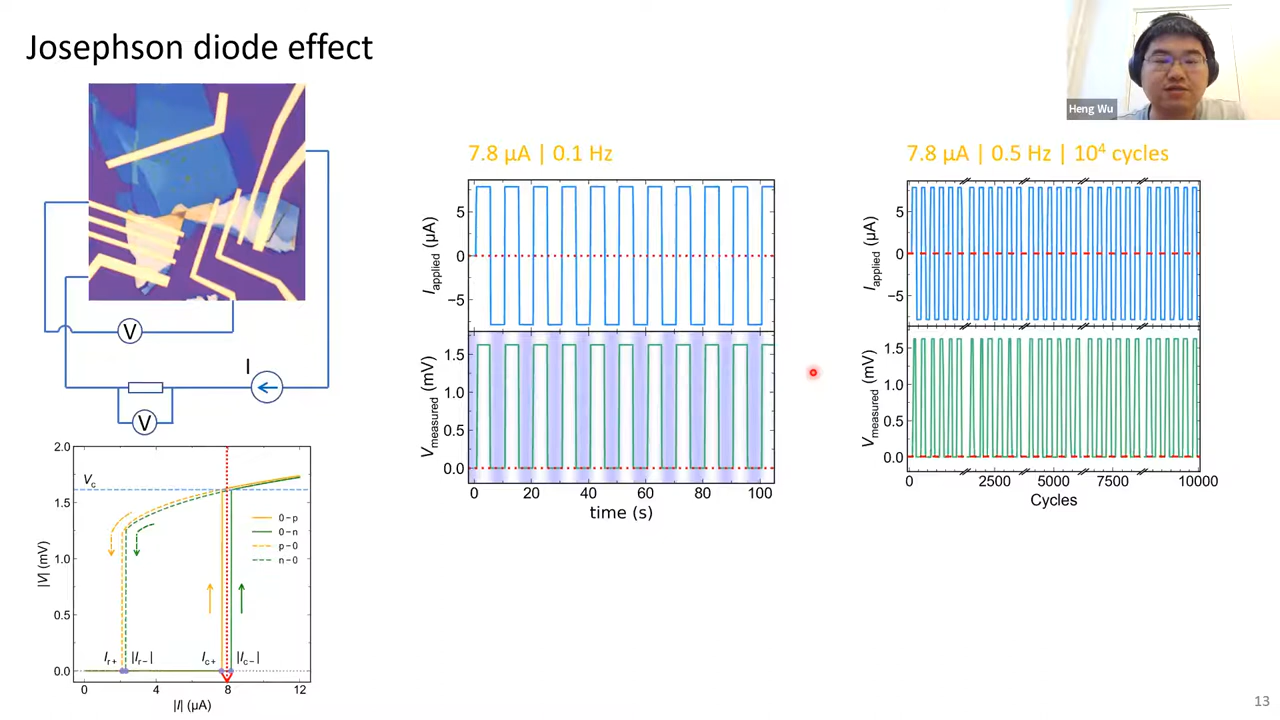 Josephson diode effect
Heng Wu
7.8 µA | 0.1 Hz
7.8 µA | 0.5 Hz | 10⁴ cycles
V
I
V
I_applied (µA)
5
0
−5
V_measured (mV)
1.5
1.0
0.5
0.0
0 20 40 60 80 100
time (s)
I_applied (µA)
5
0
−5
V_measured (mV)
1.5
1.0
0.5
0.0
0 2500 5000 7500 10000
Cycles
|V| (mV)
2.0
1.5
1.0
0.5
0.0
V_c
0−p
0−n
p−0
n−0
I_r+ |I_r−| I_c+ |I_c−|
0 4 8 12
|I| (µA)
13